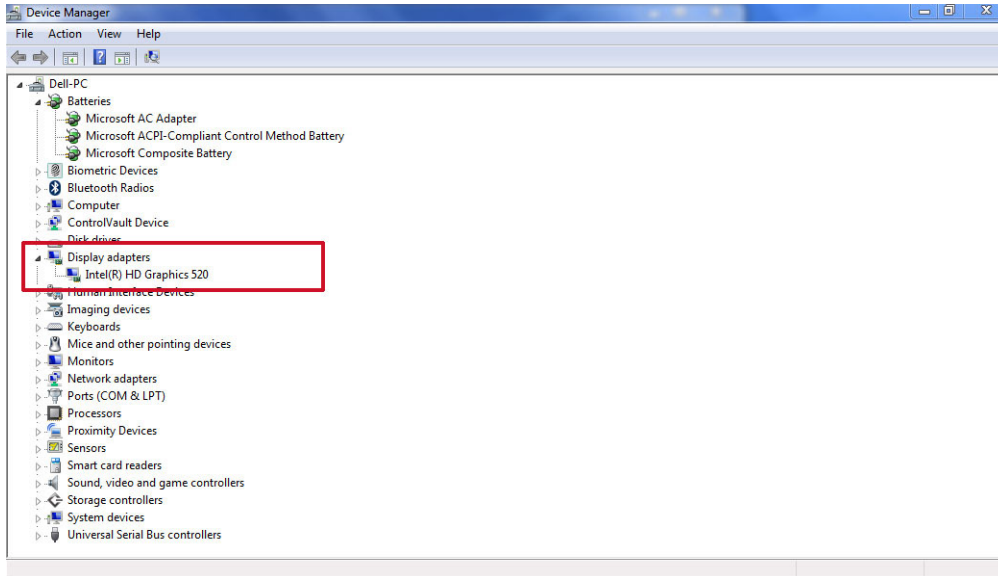 Device Manager
File Action View Help
Dell-PC
Batteries
Microsoft AC Adapter
Microsoft ACPI-Compliant Control Method Battery
Microsoft Composite Battery
Biometric Devices
Bluetooth Radios
Computer
ControlVault Device
Disk drives
Display adapters
Intel(R) HD Graphics 520
Human Interface Devices
Imaging devices
Keyboards
Mice and other pointing devices
Monitors
Network adapters
Ports (COM & LPT)
Processors
Proximity Devices
Sensors
Smart card readers
Sound, video and game controllers
Storage controllers
System devices
Universal Serial Bus controllers